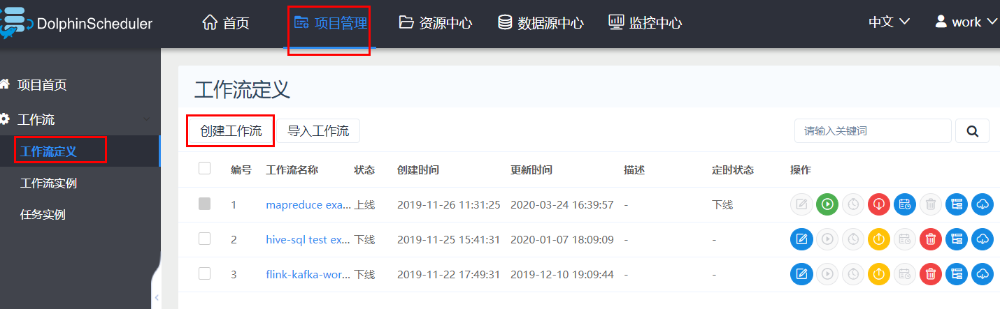 DolphinScheduler 首页 项目管理 资源中心 数据源中心 监控中心 中文 work
项目首页
工作流
工作流定义
工作流实例
任务实例
工作流定义
创建工作流 导入工作流 请输入关键词
编号 工作流名称 状态 创建时间 更新时间 描述 定时状态 操作
1 mapreduce exa... 上线 2019-11-26 11:31:25 2020-03-24 16:39:57 - 下线
2 hive-sql test ex... 下线 2019-11-25 15:41:31 2020-01-07 18:09:09 - -
3 flink-kafka-wor... 下线 2019-11-22 17:49:31 2019-12-10 19:09:44 - -